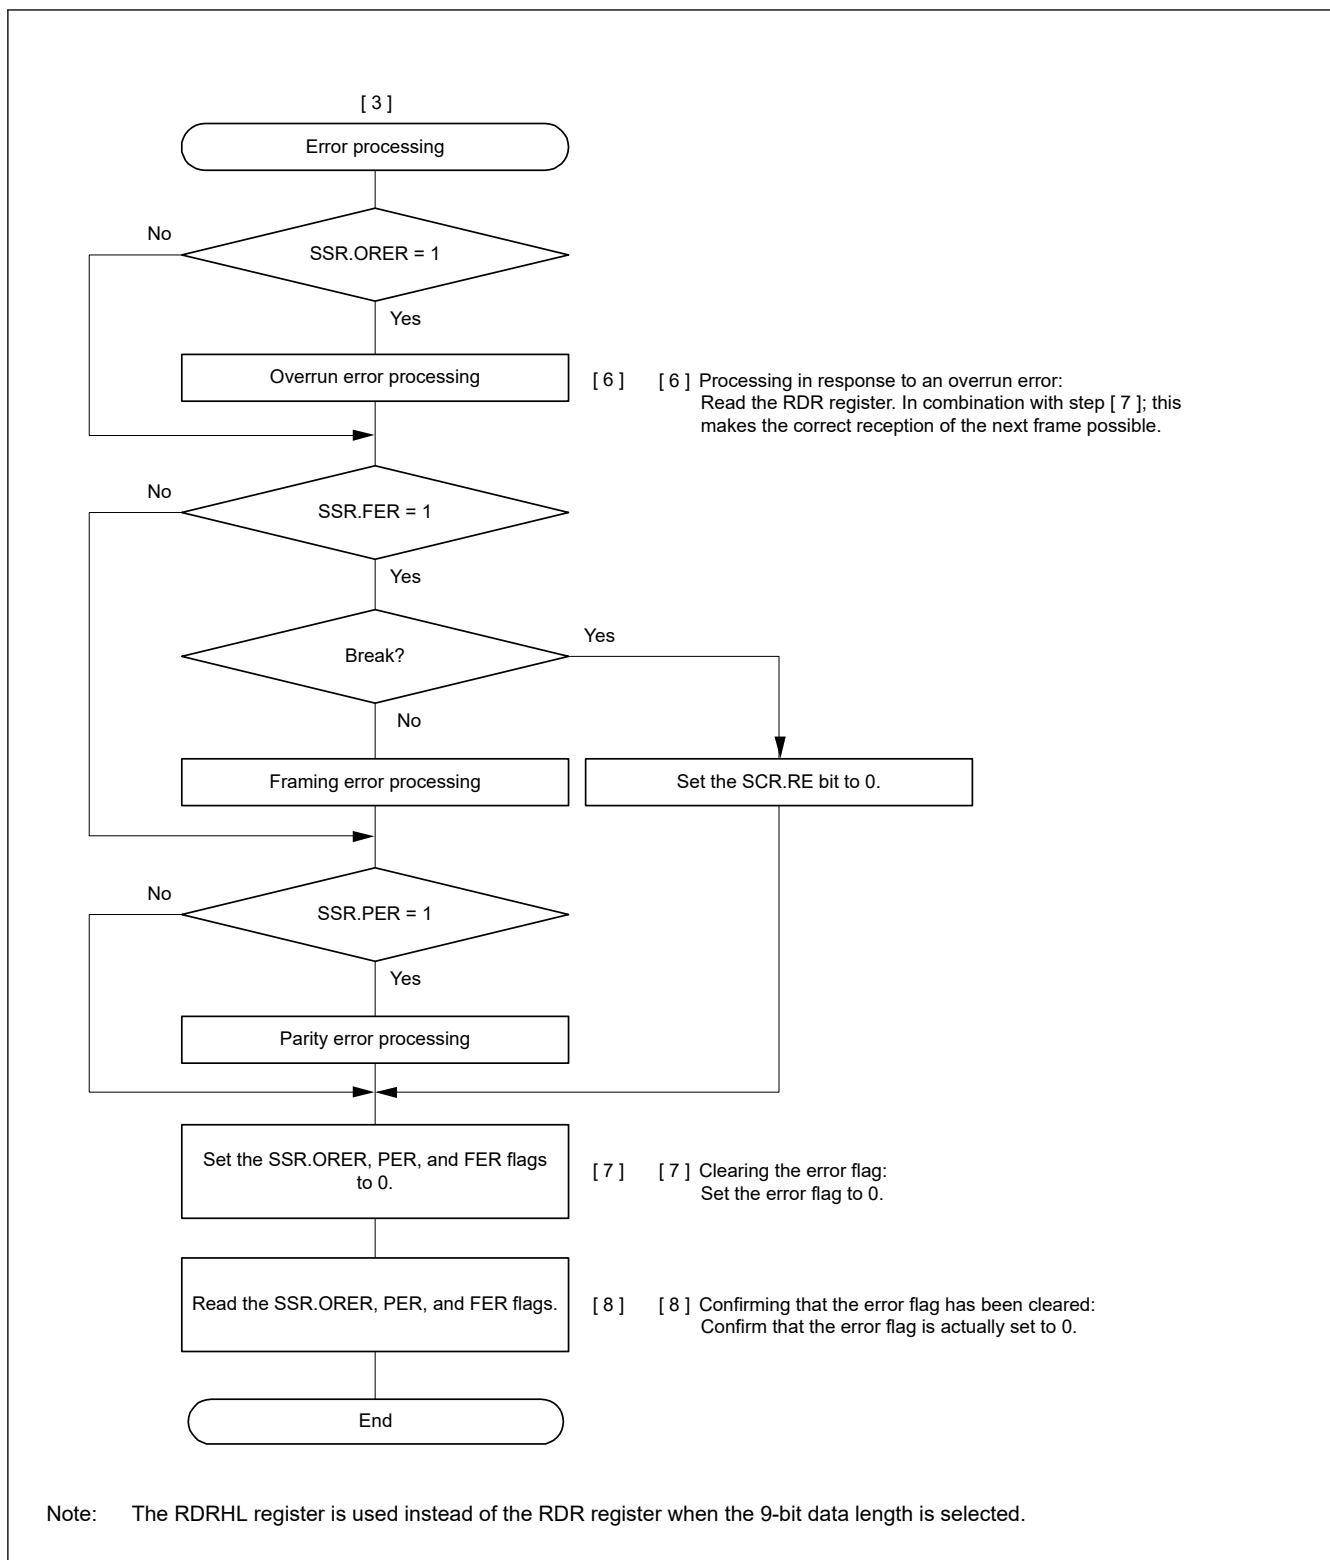 [ 3 ]
Error processing
No
SSR.ORER = 1
Yes
Overrun error processing
[ 6 ]
[ 6 ] Processing in response to an overrun error:
Read the RDR register. In combination with step [ 7 ]; this
makes the correct reception of the next frame possible.
No
SSR.FER = 1
Yes
Break?
Yes
No
Framing error processing
Set the SCR.RE bit to 0.
No
SSR.PER = 1
Yes
Parity error processing
Set the SSR.ORER, PER, and FER flags
to 0.
[ 7 ]
[ 7 ] Clearing the error flag:
Set the error flag to 0.
Read the SSR.ORER, PER, and FER flags.
[ 8 ]
[ 8 ] Confirming that the error flag has been cleared:
Confirm that the error flag is actually set to 0.
End
Note: The RDRHL register is used instead of the RDR register when the 9-bit data length is selected.